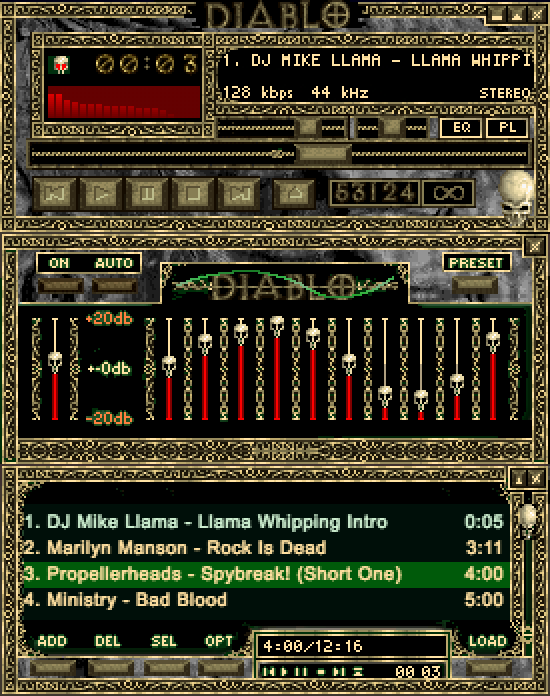 DIABLO
00:03
1. DJ MIKE LLAMA - LLAMA WHIPPI
128 kbps 44 kHz STEREO
EQ PL
ON AUTO
DIABLO
PRESET
+20db
+-0db
-20db
1. DJ Mike Llama - Llama Whipping Intro 0:05
2. Marilyn Manson - Rock Is Dead 3:11
3. Propellerheads - Spybreak! (Short One) 4:00
4. Ministry - Bad Blood 5:00
ADD DEL SEL OPT
4:00/12:16
LOAD
00 03